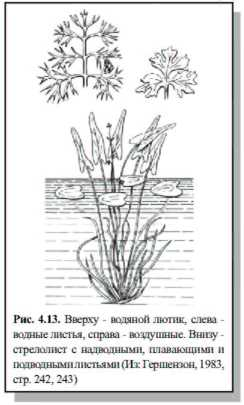 Рис. 4.13. Вверху - водяной лютик, слева -
водные листья, справа - воздушные. Внизу -
стрелолист с надводными, плавающими и
подводными листьями (Из: Гершензон, 1983,
стр. 242, 243)